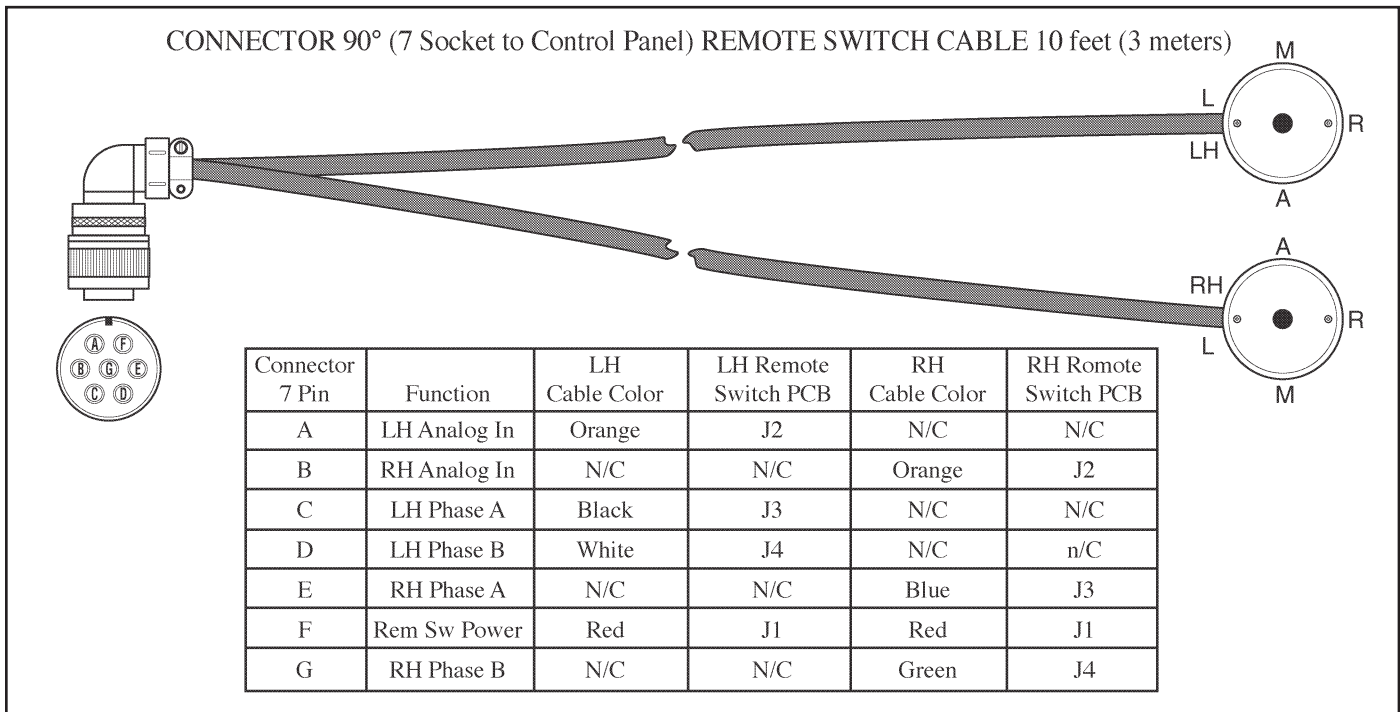 CONNECTOR 90° (7 Socket to Control Panel) REMOTE SWITCH CABLE 10 feet (3 meters)
M
L
R
LH
A
A
RH
R
L
M
A F
B G E
C D
Connector 7 Pin | Function | LH Cable Color | LH Remote Switch PCB | RH Cable Color | RH Romote Switch PCB
A | LH Analog In | Orange | J2 | N/C | N/C
B | RH Analog In | N/C | N/C | Orange | J2
C | LH Phase A | Black | J3 | N/C | N/C
D | LH Phase B | White | J4 | N/C | n/C
E | RH Phase A | N/C | N/C | Blue | J3
F | Rem Sw Power | Red | J1 | Red | J1
G | RH Phase B | N/C | N/C | Green | J4